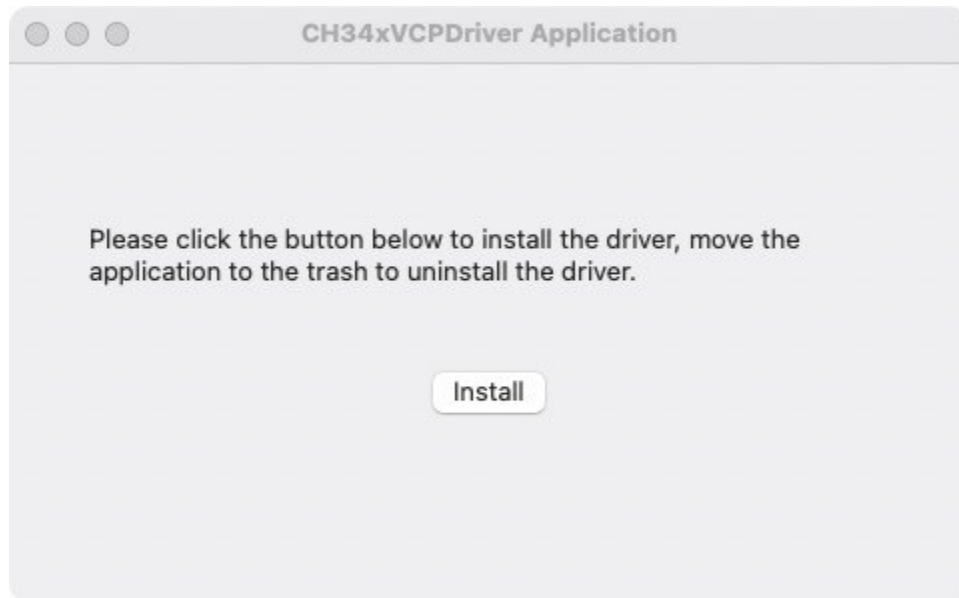 CH34xVCPDriver Application
Please click the button below to install the driver, move the
application to the trash to uninstall the driver.
Install